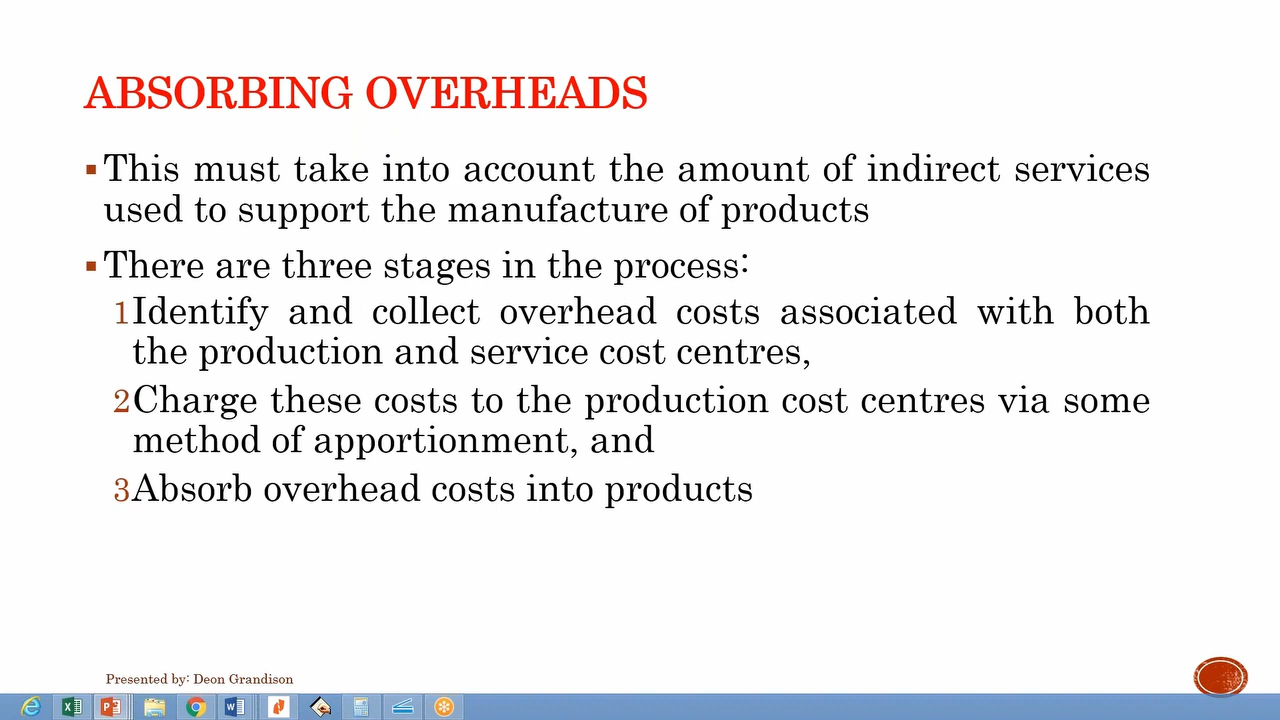 ABSORBING OVERHEADS
▪This must take into account the amount of indirect services
used to support the manufacture of products
▪There are three stages in the process:
1Identify and collect overhead costs associated with both
the production and service cost centres,
2Charge these costs to the production cost centres via some
method of apportionment, and
3Absorb overhead costs into products
Presented by: Deon Grandison